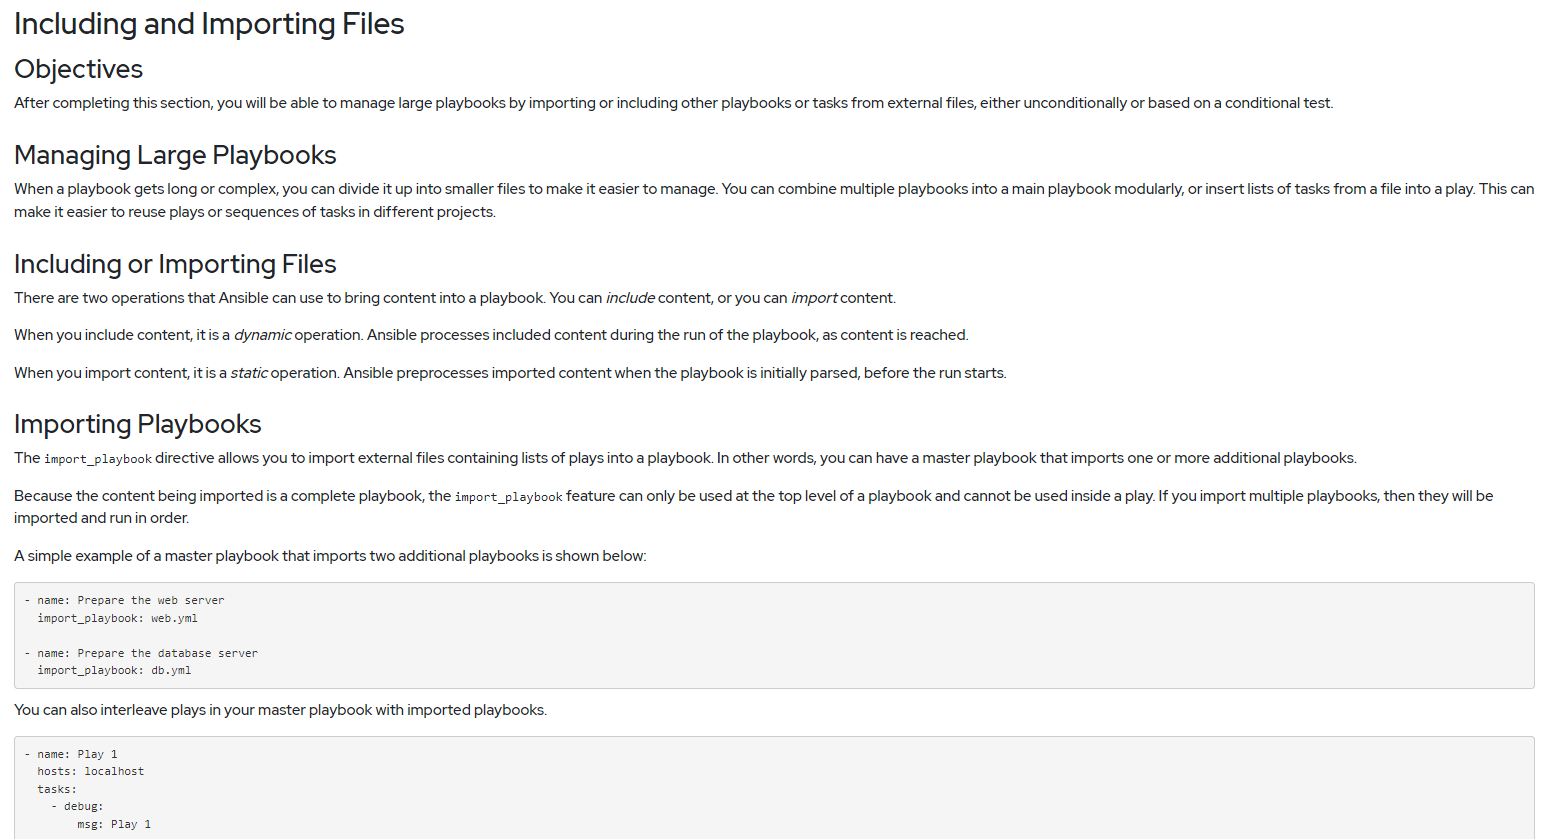 Including and Importing Files
Objectives
After completing this section, you will be able to manage large playbooks by importing or including other playbooks or tasks from external files, either unconditionally or based on a conditional test.
Managing Large Playbooks
When a playbook gets long or complex, you can divide it up into smaller files to make it easier to manage. You can combine multiple playbooks into a main playbook modularly, or insert lists of tasks from a file into a play. This can
make it easier to reuse plays or sequences of tasks in different projects.
Including or Importing Files
There are two operations that Ansible can use to bring content into a playbook. You can include content, or you can import content.
When you include content, it is a dynamic operation. Ansible processes included content during the run of the playbook, as content is reached.
When you import content, it is a static operation. Ansible preprocesses imported content when the playbook is initially parsed, before the run starts.
Importing Playbooks
The import_playbook directive allows you to import external files containing lists of plays into a playbook. In other words, you can have a master playbook that imports one or more additional playbooks.
Because the content being imported is a complete playbook, the import_playbook feature can only be used at the top level of a playbook and cannot be used inside a play. If you import multiple playbooks, then they will be
imported and run in order.
A simple example of a master playbook that imports two additional playbooks is shown below:
- name: Prepare the web server
  import_playbook: web.yml
- name: Prepare the database server
  import_playbook: db.yml
You can also interleave plays in your master playbook with imported playbooks.
- name: Play 1
  hosts: localhost
  tasks:
    - debug:
        msg: Play 1